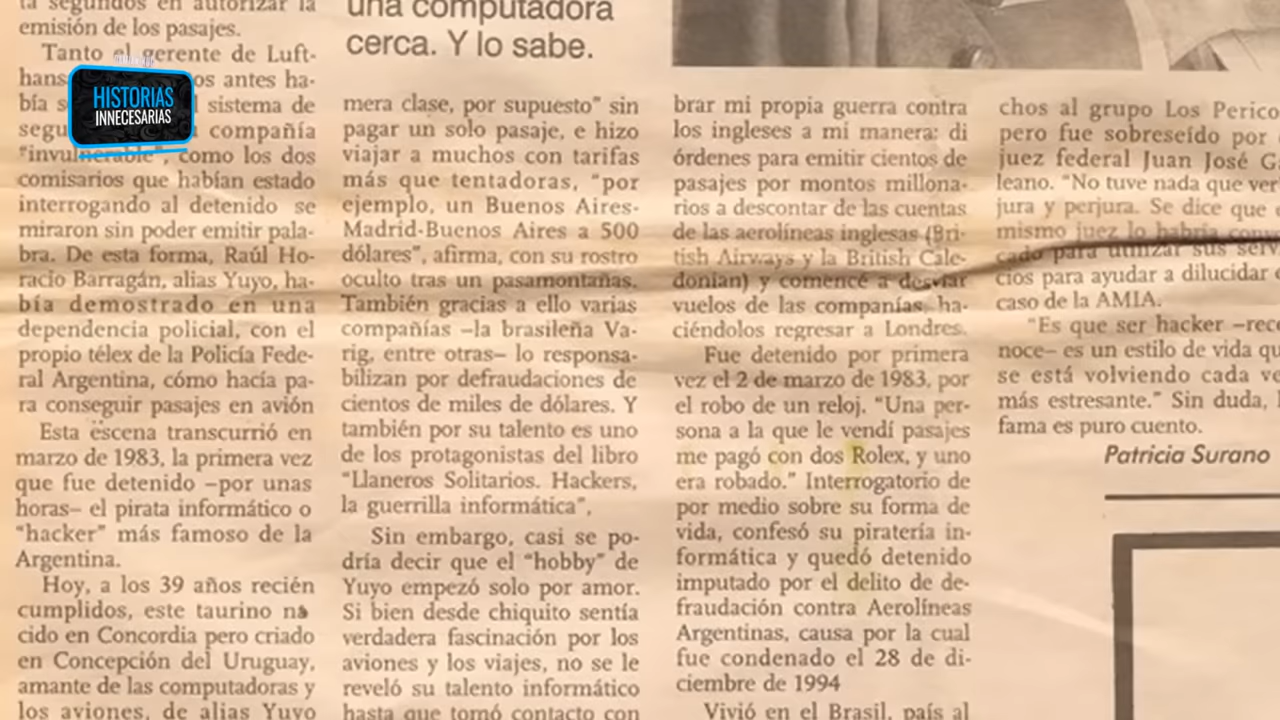 ta segundos en autorizar la
emisión de los pasajes.
Tanto el gerente de Luft-
hans os antes ha-
bía l sistema de
segu compañía
"invulnerable", como los dos
comisarios que habían estado
interrogando al detenido se
miraron sin poder emitir pala-
bra. De esta forma, Raúl Ho-
racio Barragán, alias Yuyo, ha-
bía demostrado en una
dependencia policial, con el
propio télex de la Policía Fede-
ral Argentina, cómo hacía pa-
ra conseguir pasajes en avión
Esta escena transcurrió en
marzo de 1983, la primera vez
que fue detenido –por unas
horas– el pirata informático o
"hacker" más famoso de la
Argentina.
Hoy, a los 39 años recién
cumplidos, este taurino na
cido en Concordia pero criado
en Concepción del Uruguay,
amante de las computadoras y
los aviones, de alias Yuyo
HISTORIAS
INNECESARIAS
una computadora
cerca. Y lo sabe.
mera clase, por supuesto" sin
pagar un solo pasaje, e hizo
viajar a muchos con tarifas
más que tentadoras, "por
ejemplo, un Buenos Aires-
Madrid-Buenos Aires a 500
dólares", afirma, con su rostro
oculto tras un pasamontañas.
También gracias a ello varias
compañías –la brasileña Va-
rig, entre otras– lo responsa-
bilizan por defraudaciones de
cientos de miles de dólares. Y
también por su talento es uno
de los protagonistas del libro
"Llaneros Solitarios. Hackers,
la guerrilla informática".
Sin embargo, casi se po-
dría decir que el "hobby" de
Yuyo empezó solo por amor.
Si bien desde chiquito sentía
verdadera fascinación por los
aviones y los viajes, no se le
reveló su talento informático
hasta que tomó contacto con
brar mi propia guerra contra
los ingleses a mi manera: di
órdenes para emitir cientos de
pasajes por montos millona-
rios a descontar de las cuentas
de las aerolíneas inglesas (Bri-
tish Airways y la British Cale-
donian) y comencé a desviar
vuelos de las compañías, ha-
ciéndolos regresar a Londres.
Fue detenido por primera
vez el 2 de marzo de 1983, por
el robo de un reloj. "Una per-
sona a la que le vendí pasajes
me pagó con dos Rolex, y uno
era robado." Interrogatorio de
por medio sobre su forma de
vida, confesó su piratería in-
formática y quedó detenido
imputado por el delito de de-
fraudación contra Aerolíneas
Argentinas, causa por la cual
fue condenado el 28 de di-
ciembre de 1994
Vivió en el Brasil, país al
chos al grupo Los Perico
pero fue sobreseído por
juez federal Juan José G
leano. "No tuve nada que ver
jura y perjura. Se dice que
mismo juez lo habría conv
cado para utilizar sus serv
cios para ayudar a dilucidar
caso de la AMIA.
"Es que ser hacker –reco
noce– es un estilo de vida qu
se está volviendo cada ve
más estresante." Sin duda,
fama es puro cuento.
Patricia Surano